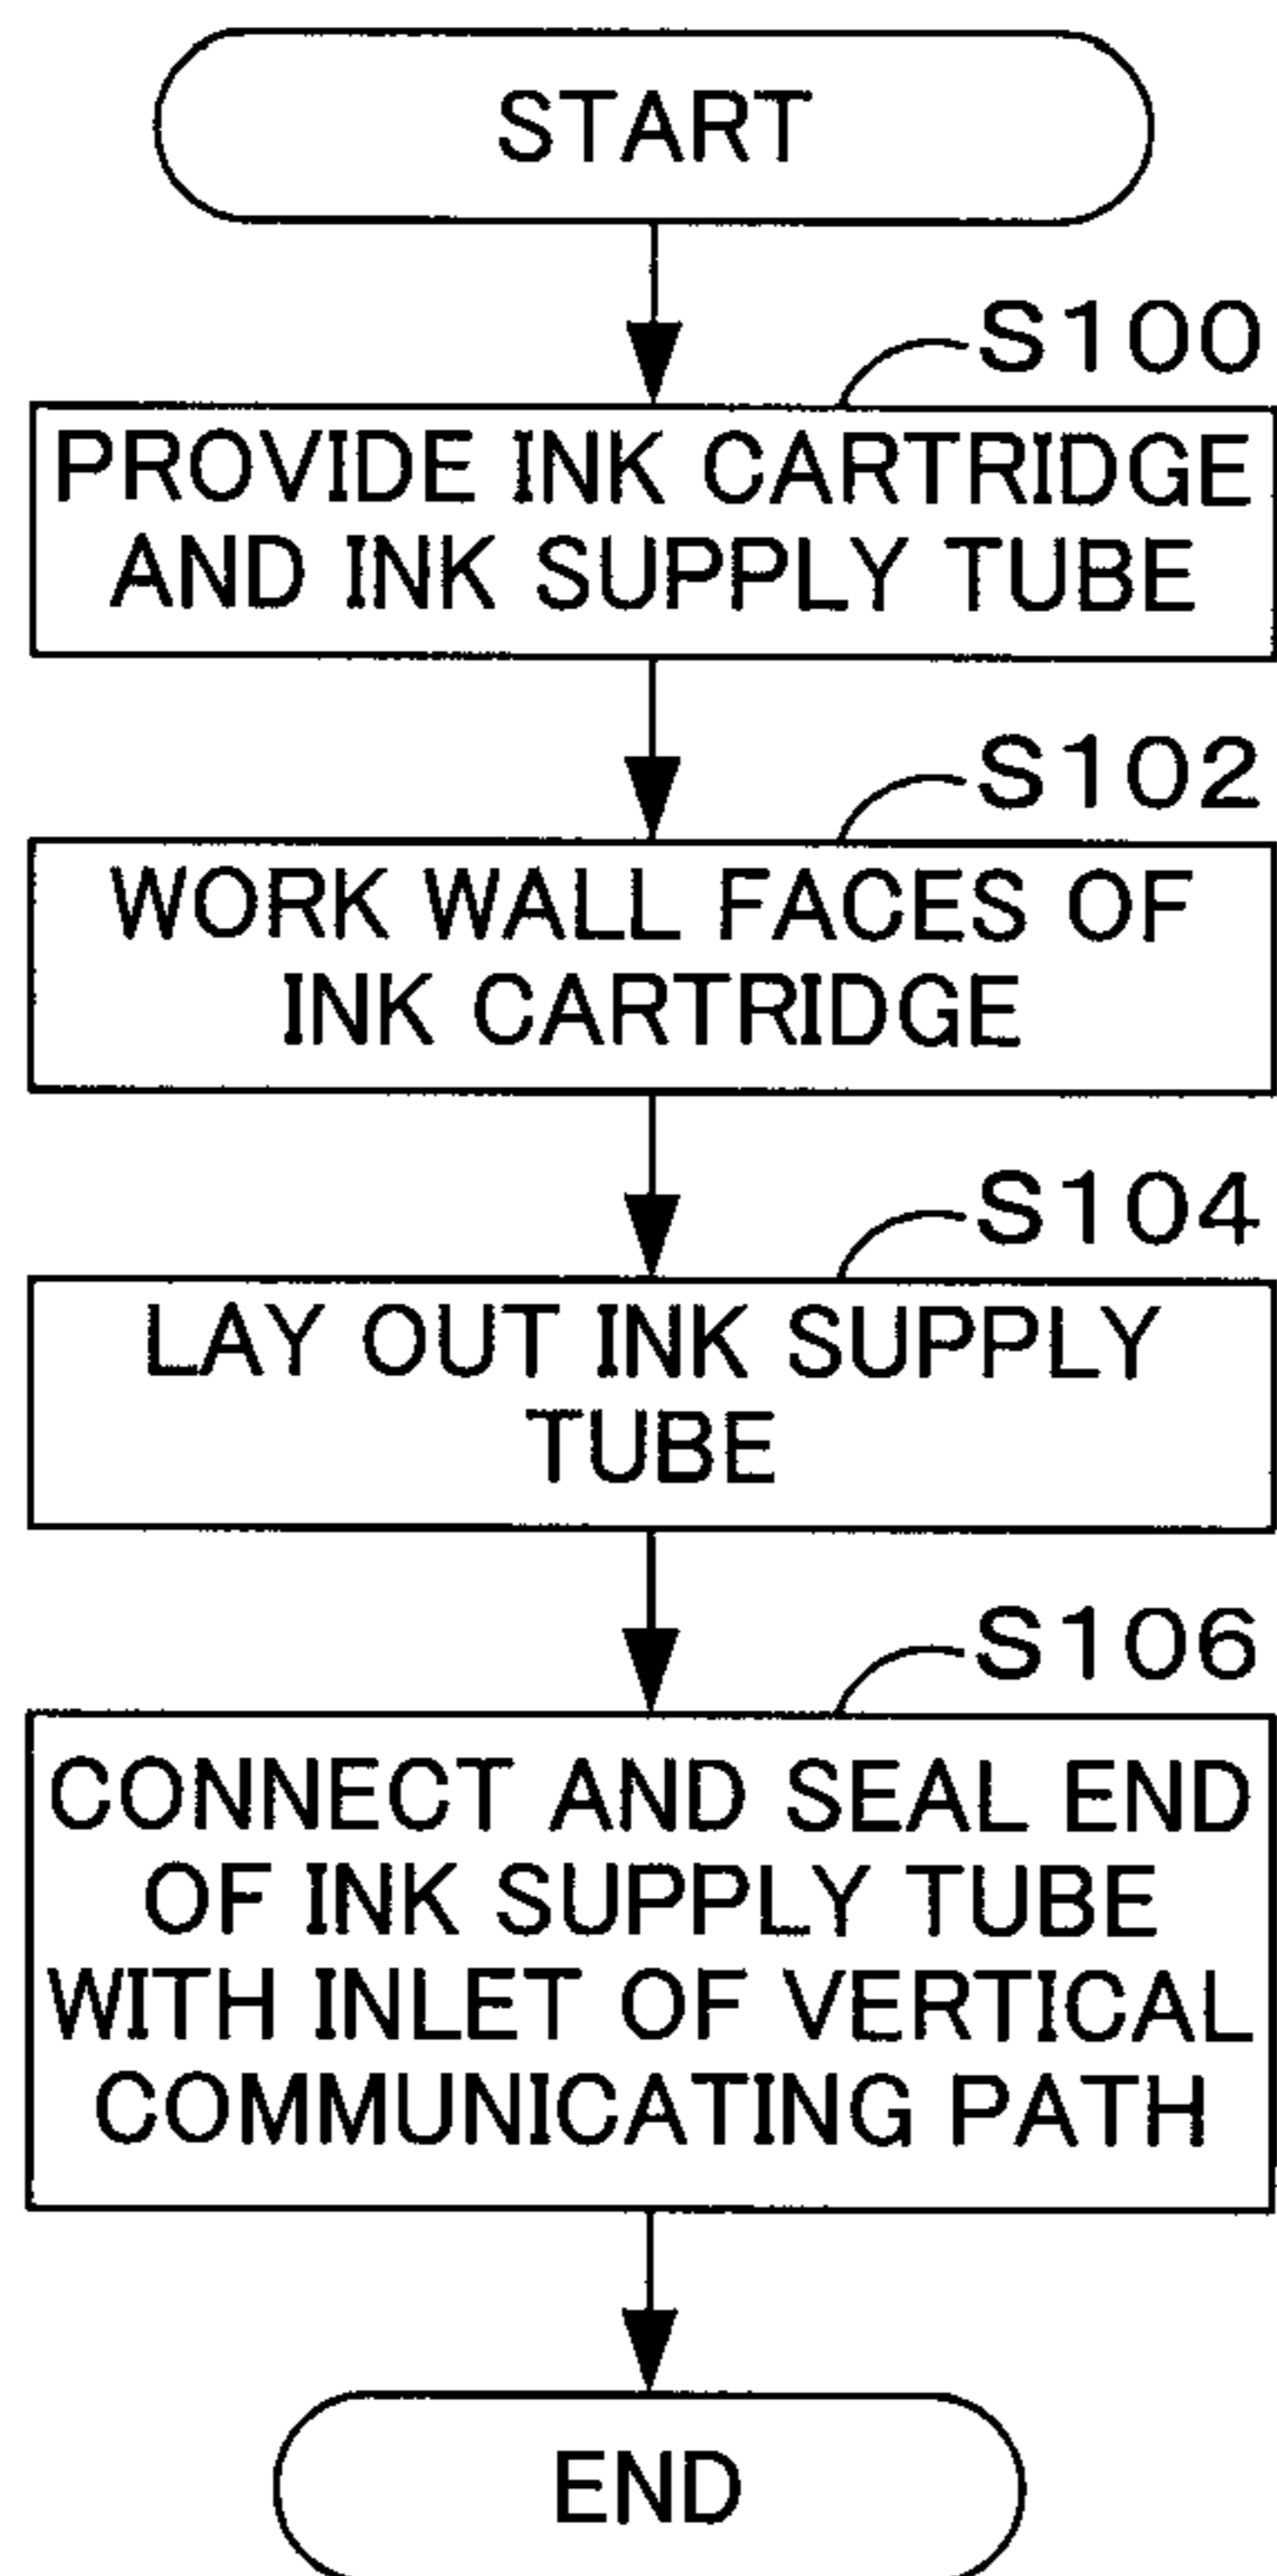 START
S100
PROVIDE INK CARTRIDGE
AND INK SUPPLY TUBE
S102
WORK WALL FACES OF
INK CARTRIDGE
S104
LAY OUT INK SUPPLY
TUBE
S106
CONNECT AND SEAL END
OF INK SUPPLY TUBE
WITH INLET OF VERTICAL
COMMUNICATING PATH
END